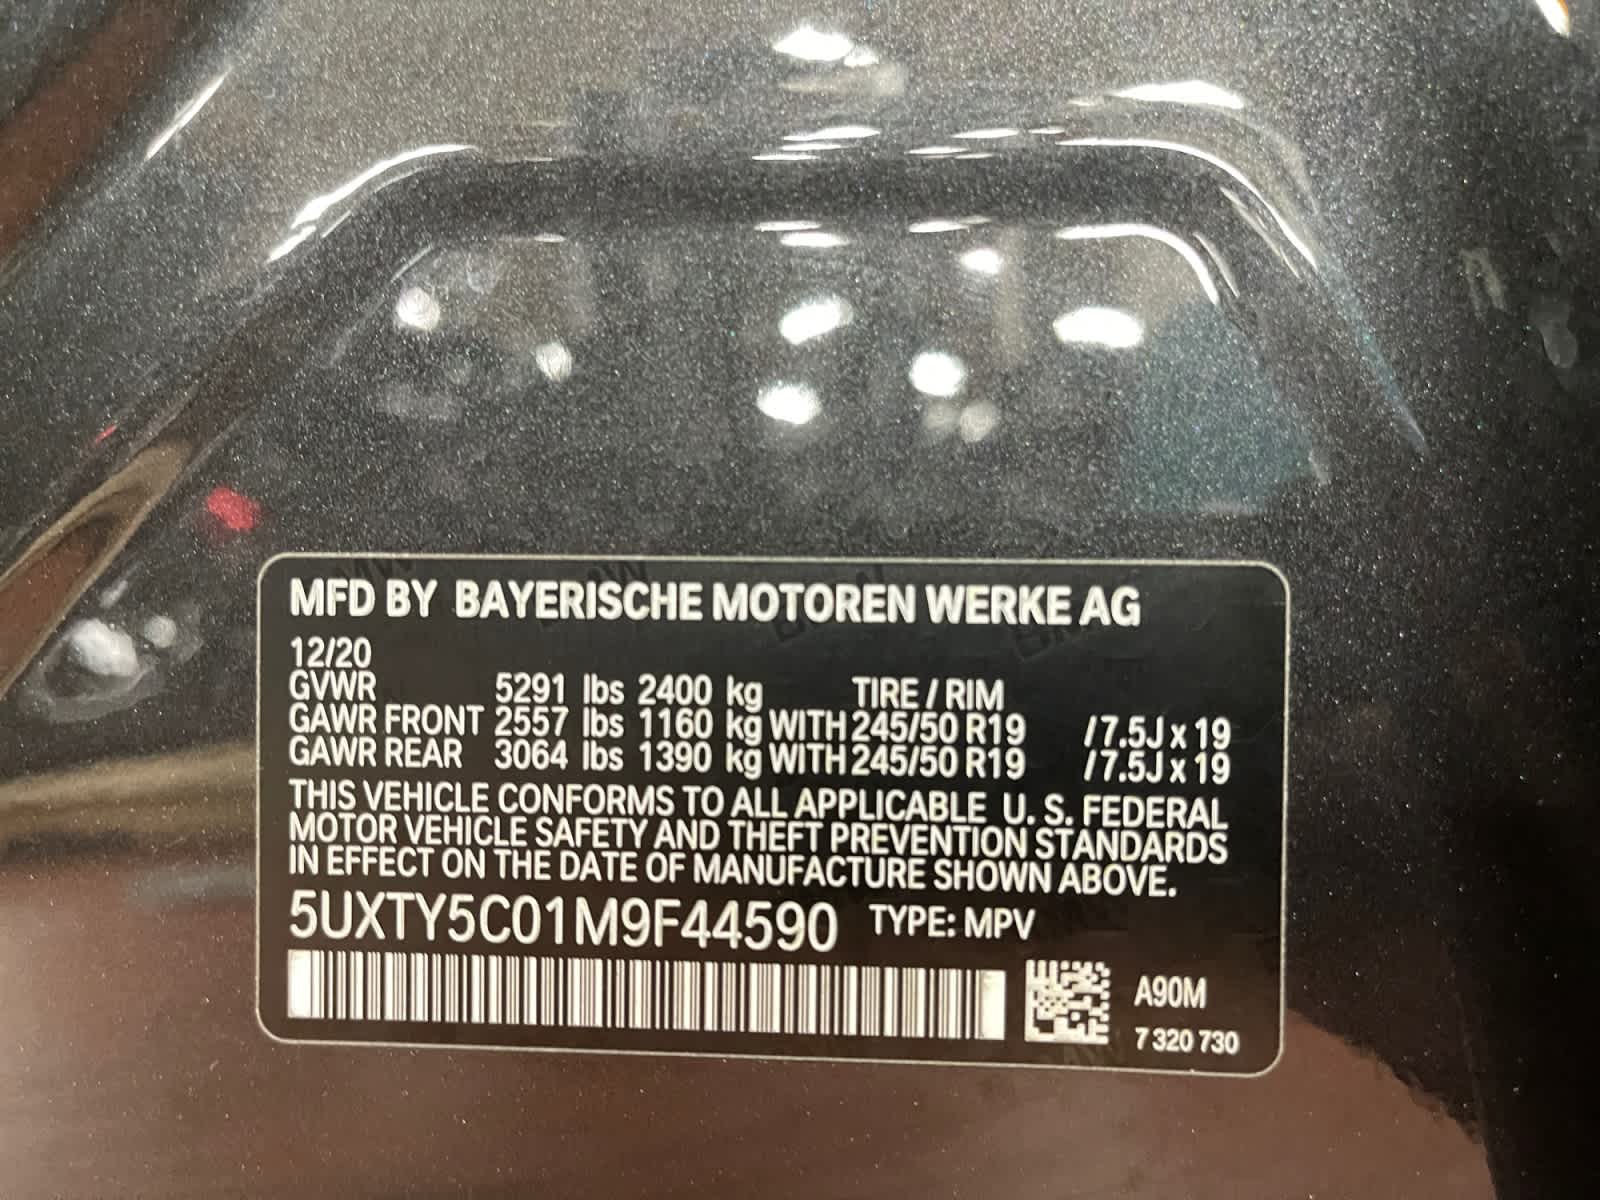 MFD BY BAYERISCHE MOTOREN WERKE AG
12/20
GVWR 5291 lbs 2400 kg TIRE / RIM
GAWR FRONT 2557 lbs 1160 kg WITH 245/50 R19 / 7.5J x 19
GAWR REAR 3064 lbs 1390 kg WITH 245/50 R19 / 7.5J x 19
THIS VEHICLE CONFORMS TO ALL APPLICABLE U. S. FEDERAL
MOTOR VEHICLE SAFETY AND THEFT PREVENTION STANDARDS
IN EFFECT ON THE DATE OF MANUFACTURE SHOWN ABOVE.
5UXTY5C01M9F44590 TYPE: MPV
A90M
7 320 730